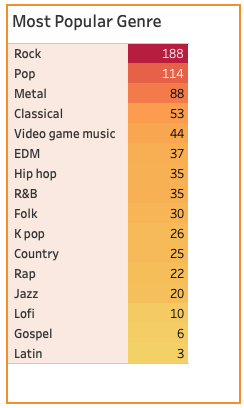 Most Popular Genre
Rock 188
Pop 114
Metal 88
Classical 53
Video game music 44
EDM 37
Hip hop 35
R&B 35
Folk 30
K pop 26
Country 25
Rap 22
Jazz 20
Lofi 10
Gospel 6
Latin 3